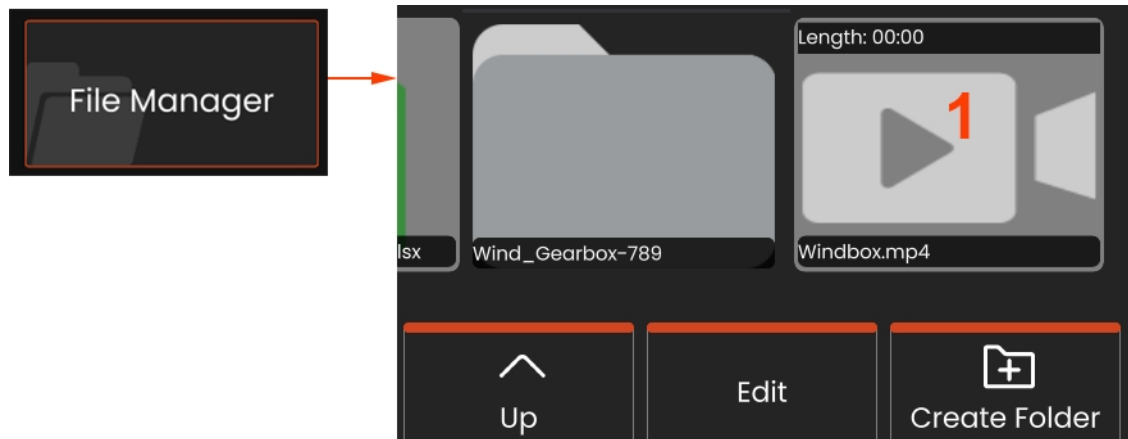 File Manager
Length: 00:00
1
lsx
Wind_Gearbox-789
Windbox.mp4
Up
Edit
Create Folder